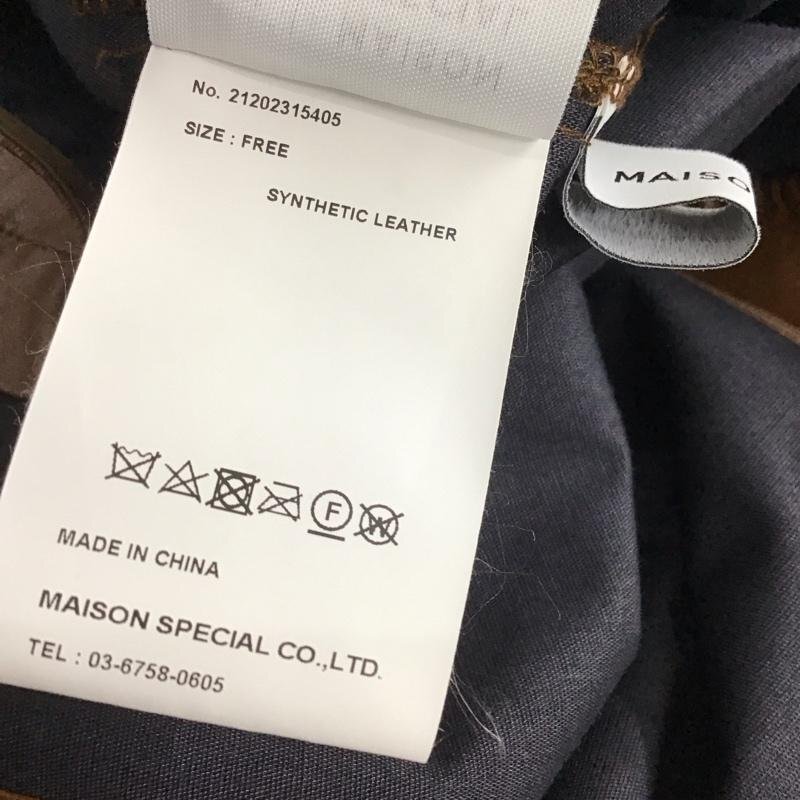 No. 21202315405
SIZE : FREE
MAISO
SYNTHETIC LEATHER
F
W
MADE IN CHINA
MAISON SPECIAL CO.,LTD.
TEL : 03-6758-0605